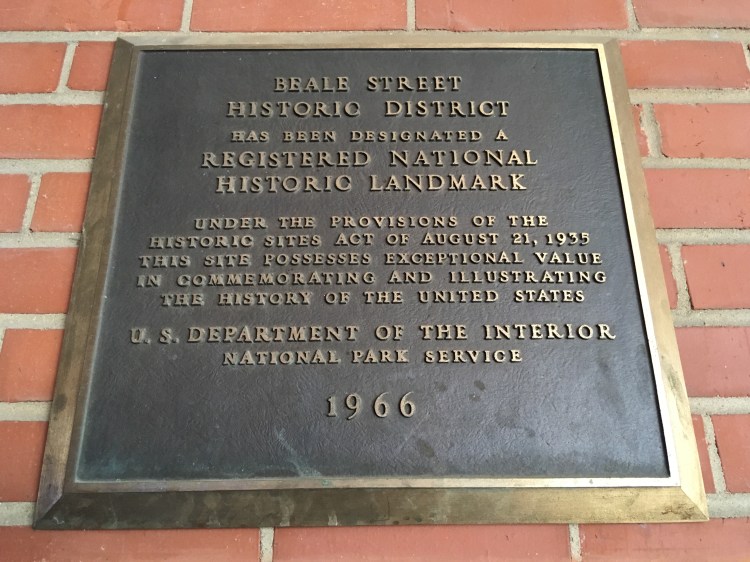 BEALE STREET
HISTORIC DISTRICT
HAS BEEN DESIGNATED A
REGISTERED NATIONAL
HISTORIC LANDMARK
UNDER THE PROVISIONS OF THE
HISTORIC SITES ACT OF AUGUST 21, 1935
THIS SITE POSSESSES EXCEPTIONAL VALUE
IN COMMEMORATING AND ILLUSTRATING
THE HISTORY OF THE UNITED STATES
U. S. DEPARTMENT OF THE INTERIOR
NATIONAL PARK SERVICE
1966